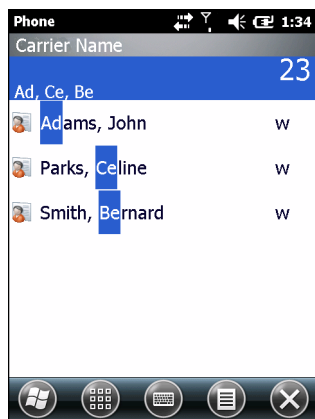 Phone 1:34
Carrier Name
23
Ad, Ce, Be
Adams, John w
Parks, Celine w
Smith, Bernard w